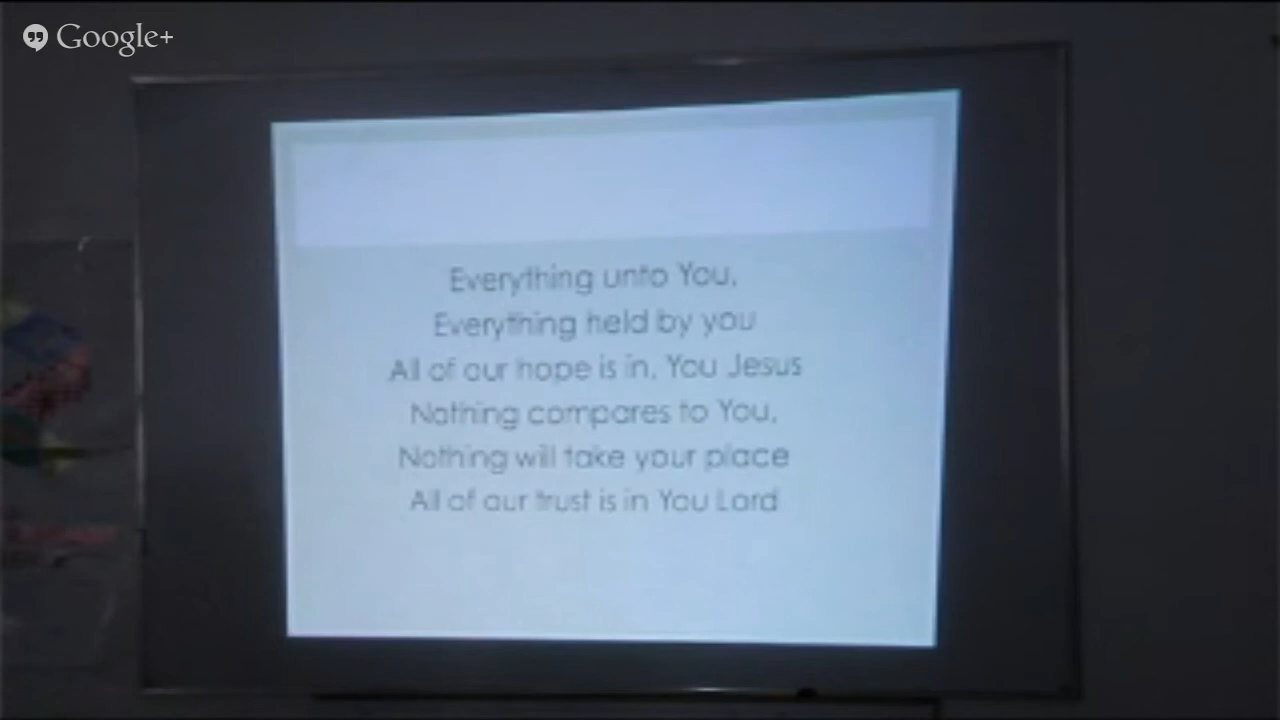 Google+
Everything unto You,
Everything held by you
All of our hope is in, You Jesus
Nothing compares to You,
Nothing will take your place
All of our trust is in You Lord